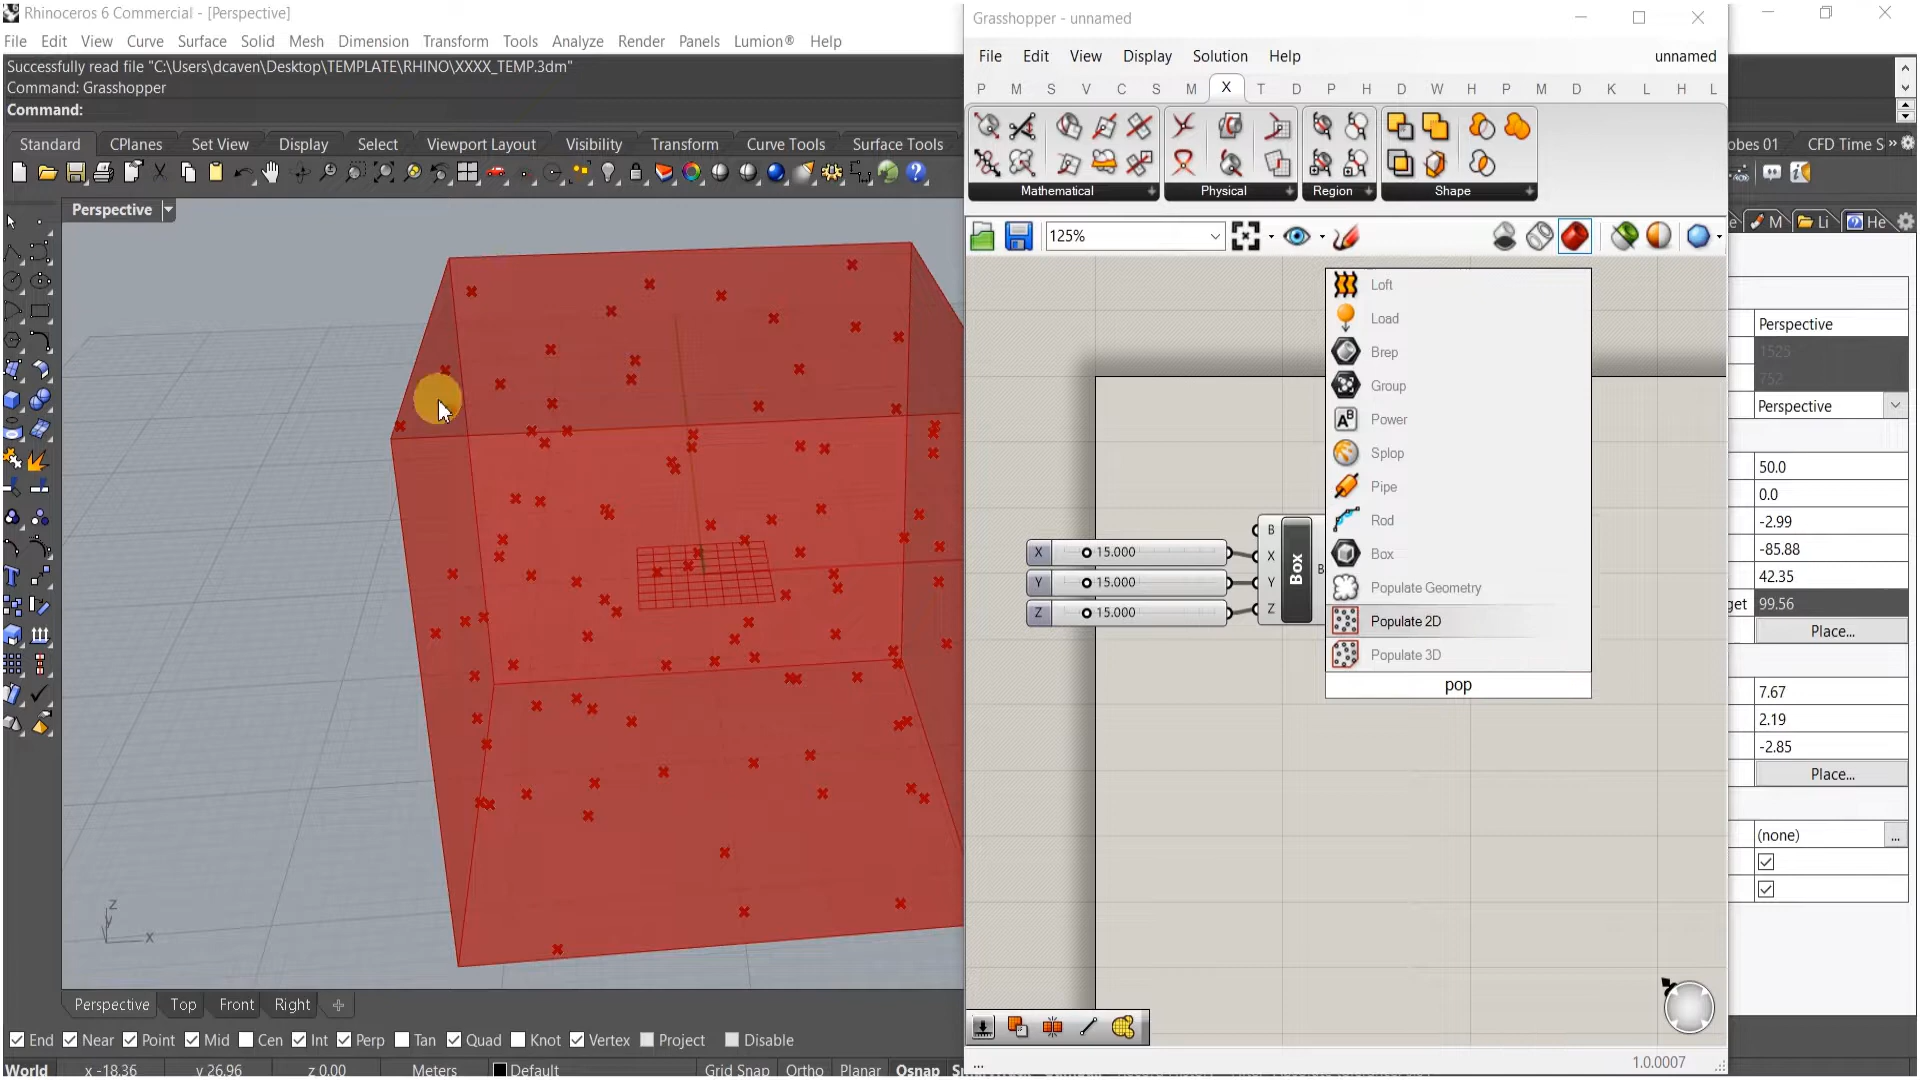 Rhinoceros 6 Commercial - [Perspective]
File Edit View Curve Surface Solid Mesh Dimension Transform Tools Analyze Render Panels Lumion® Help
Successfully read file "C:\Users\dcaven\Desktop\TEMPLATE\RHINO\XXXX_TEMP.3dm"
Command: Grasshopper
Command:
Standard CPlanes Set View Display Select Viewport Layout Visibility Transform Curve Tools Surface Tools
Perspective
Grasshopper - unnamed
File Edit View Display Solution Help unnamed
P M S V C S M X T D P H D W H P M D K L H L
Mathematical Physical Region Shape
125%
Loft
Load
Brep
Group
Power
Splop
Pipe
Rod
Box
Populate Geometry
Populate 2D
Populate 3D
pop
X 15.000
Y 15.000
Z 15.000
B
X
Y
Z
Box
B
obes 01 CFD Time S »
M Li He
Perspective
1525
752
Perspective
50.0
0.0
-2.99
-85.88
42.35
get 99.56
Place...
7.67
2.19
-2.85
Place...
(none) ...
z
y
x
Perspective Top Front Right
End Near Point Mid Cen Int Perp Tan Quad Knot Vertex Project Disable
World x -18.36 y 26.96 z 0.00 Meters Default Grid Snap Ortho Planar Osnap
... 1.0.0007